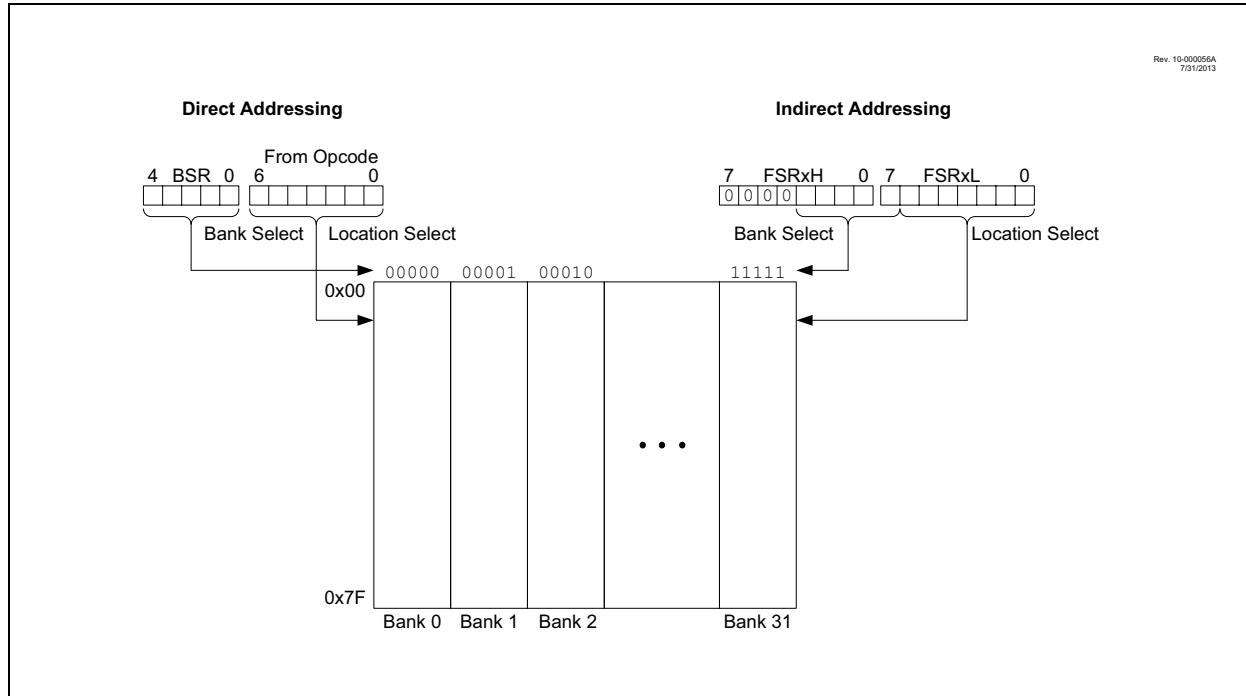 Rev. 10-000056A
7/31/2013
Direct Addressing
Indirect Addressing
From Opcode
4 BSR 0 6 0
7 FSRxH 0 7 FSRxL 0
0 0 0 0
Bank Select Location Select
Bank Select Location Select
00000 00001 00010 11111
0x00
. . .
0x7F
Bank 0 Bank 1 Bank 2 Bank 31